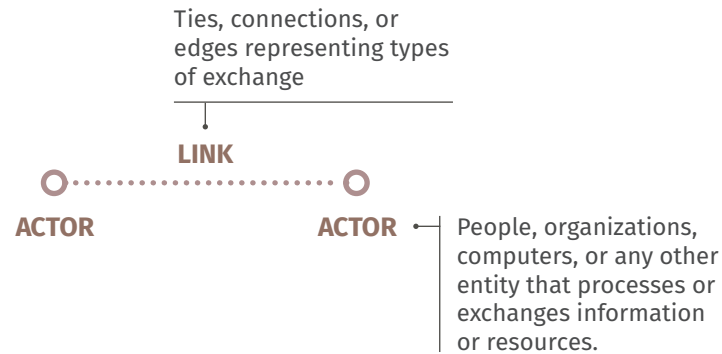 Ties, connections, or
edges representing types
of exchange
LINK
ACTOR
ACTOR
People, organizations,
computers, or any other
entity that processes or
exchanges information
or resources.